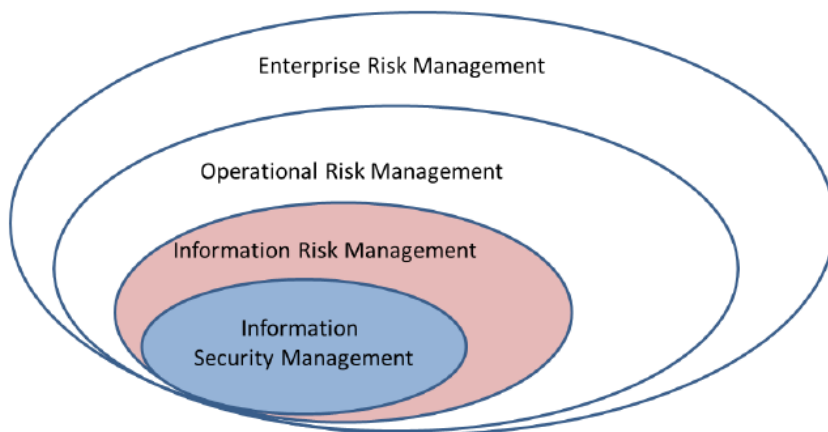 Enterprise Risk Management
Operational Risk Management
Information Risk Management
Information
Security Management